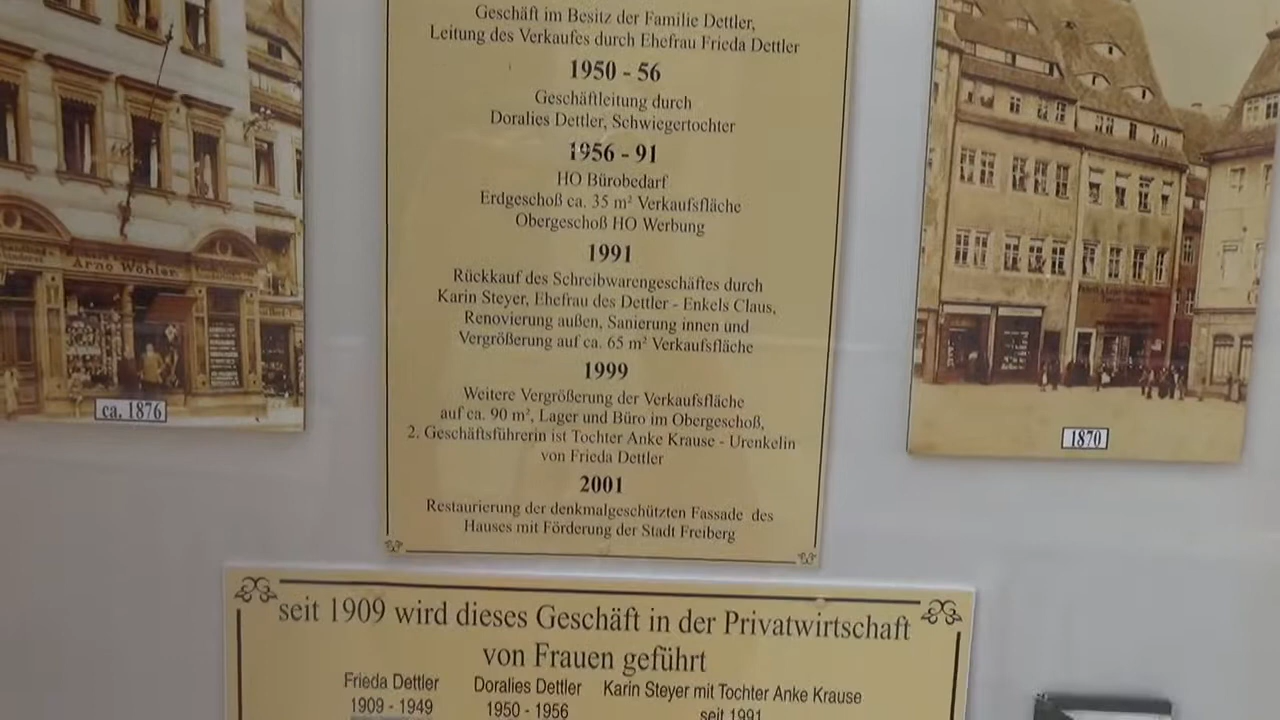 Geschäft im Besitz der Familie Dettler,
Leitung des Verkaufes durch Ehefrau Frieda Dettler
1950 - 56
Geschäftleitung durch
Doralies Dettler, Schwiegertochter
1956 - 91
HO Bürobedarf
Erdgeschoß ca. 35 m² Verkaufsfläche
Obergeschoß HO Werbung
1991
Rückkauf des Schreibwarengeschäftes durch
Karin Steyer, Ehefrau des Dettler - Enkels Claus,
Renovierung außen, Sanierung innen und
Vergrößerung auf ca. 65 m² Verkaufsfläche
1999
Weitere Vergrößerung der Verkaufsfläche
auf ca. 90 m², Lager und Büro im Obergeschoß,
2. Geschäftsführerin ist Tochter Anke Krause - Urenkelin
von Frieda Dettler
2001
Restaurierung der denkmalgeschützten Fassade des
Hauses mit Förderung der Stadt Freiberg
Arno Wöhler
ca. 1876
1870
seit 1909 wird dieses Geschäft in der Privatwirtschaft
von Frauen geführt
Frieda Dettler
1909 - 1949
Doralies Dettler
1950 - 1956
Karin Steyer mit Tochter Anke Krause
seit 1991